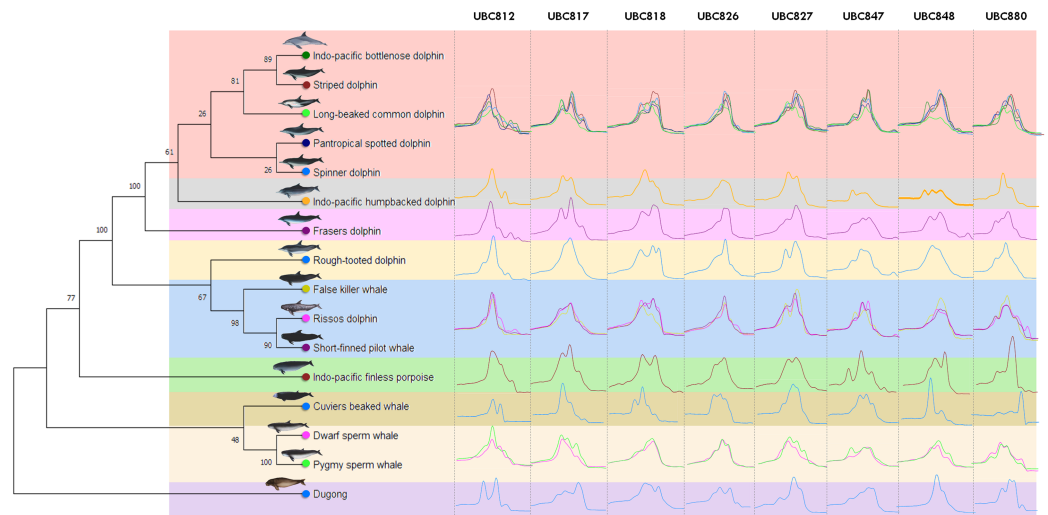 UBC812 UBC817 UBC818 UBC826 UBC827 UBC847 UBC848 UBC880
Indo-pacific bottlenose dolphin
89
Striped dolphin
81
Long-beaked common dolphin
26
Pantropical spotted dolphin
61
26 Spinner dolphin
Indo-pacific humpbacked dolphin
100
Frasers dolphin
100
Rough-tooted dolphin
False killer whale
77
67
Rissos dolphin
98
90 Short-finned pilot whale
Indo-pacific finless porpoise
Cuviers beaked whale
48
Dwarf sperm whale
100 Pygmy sperm whale
Dugong